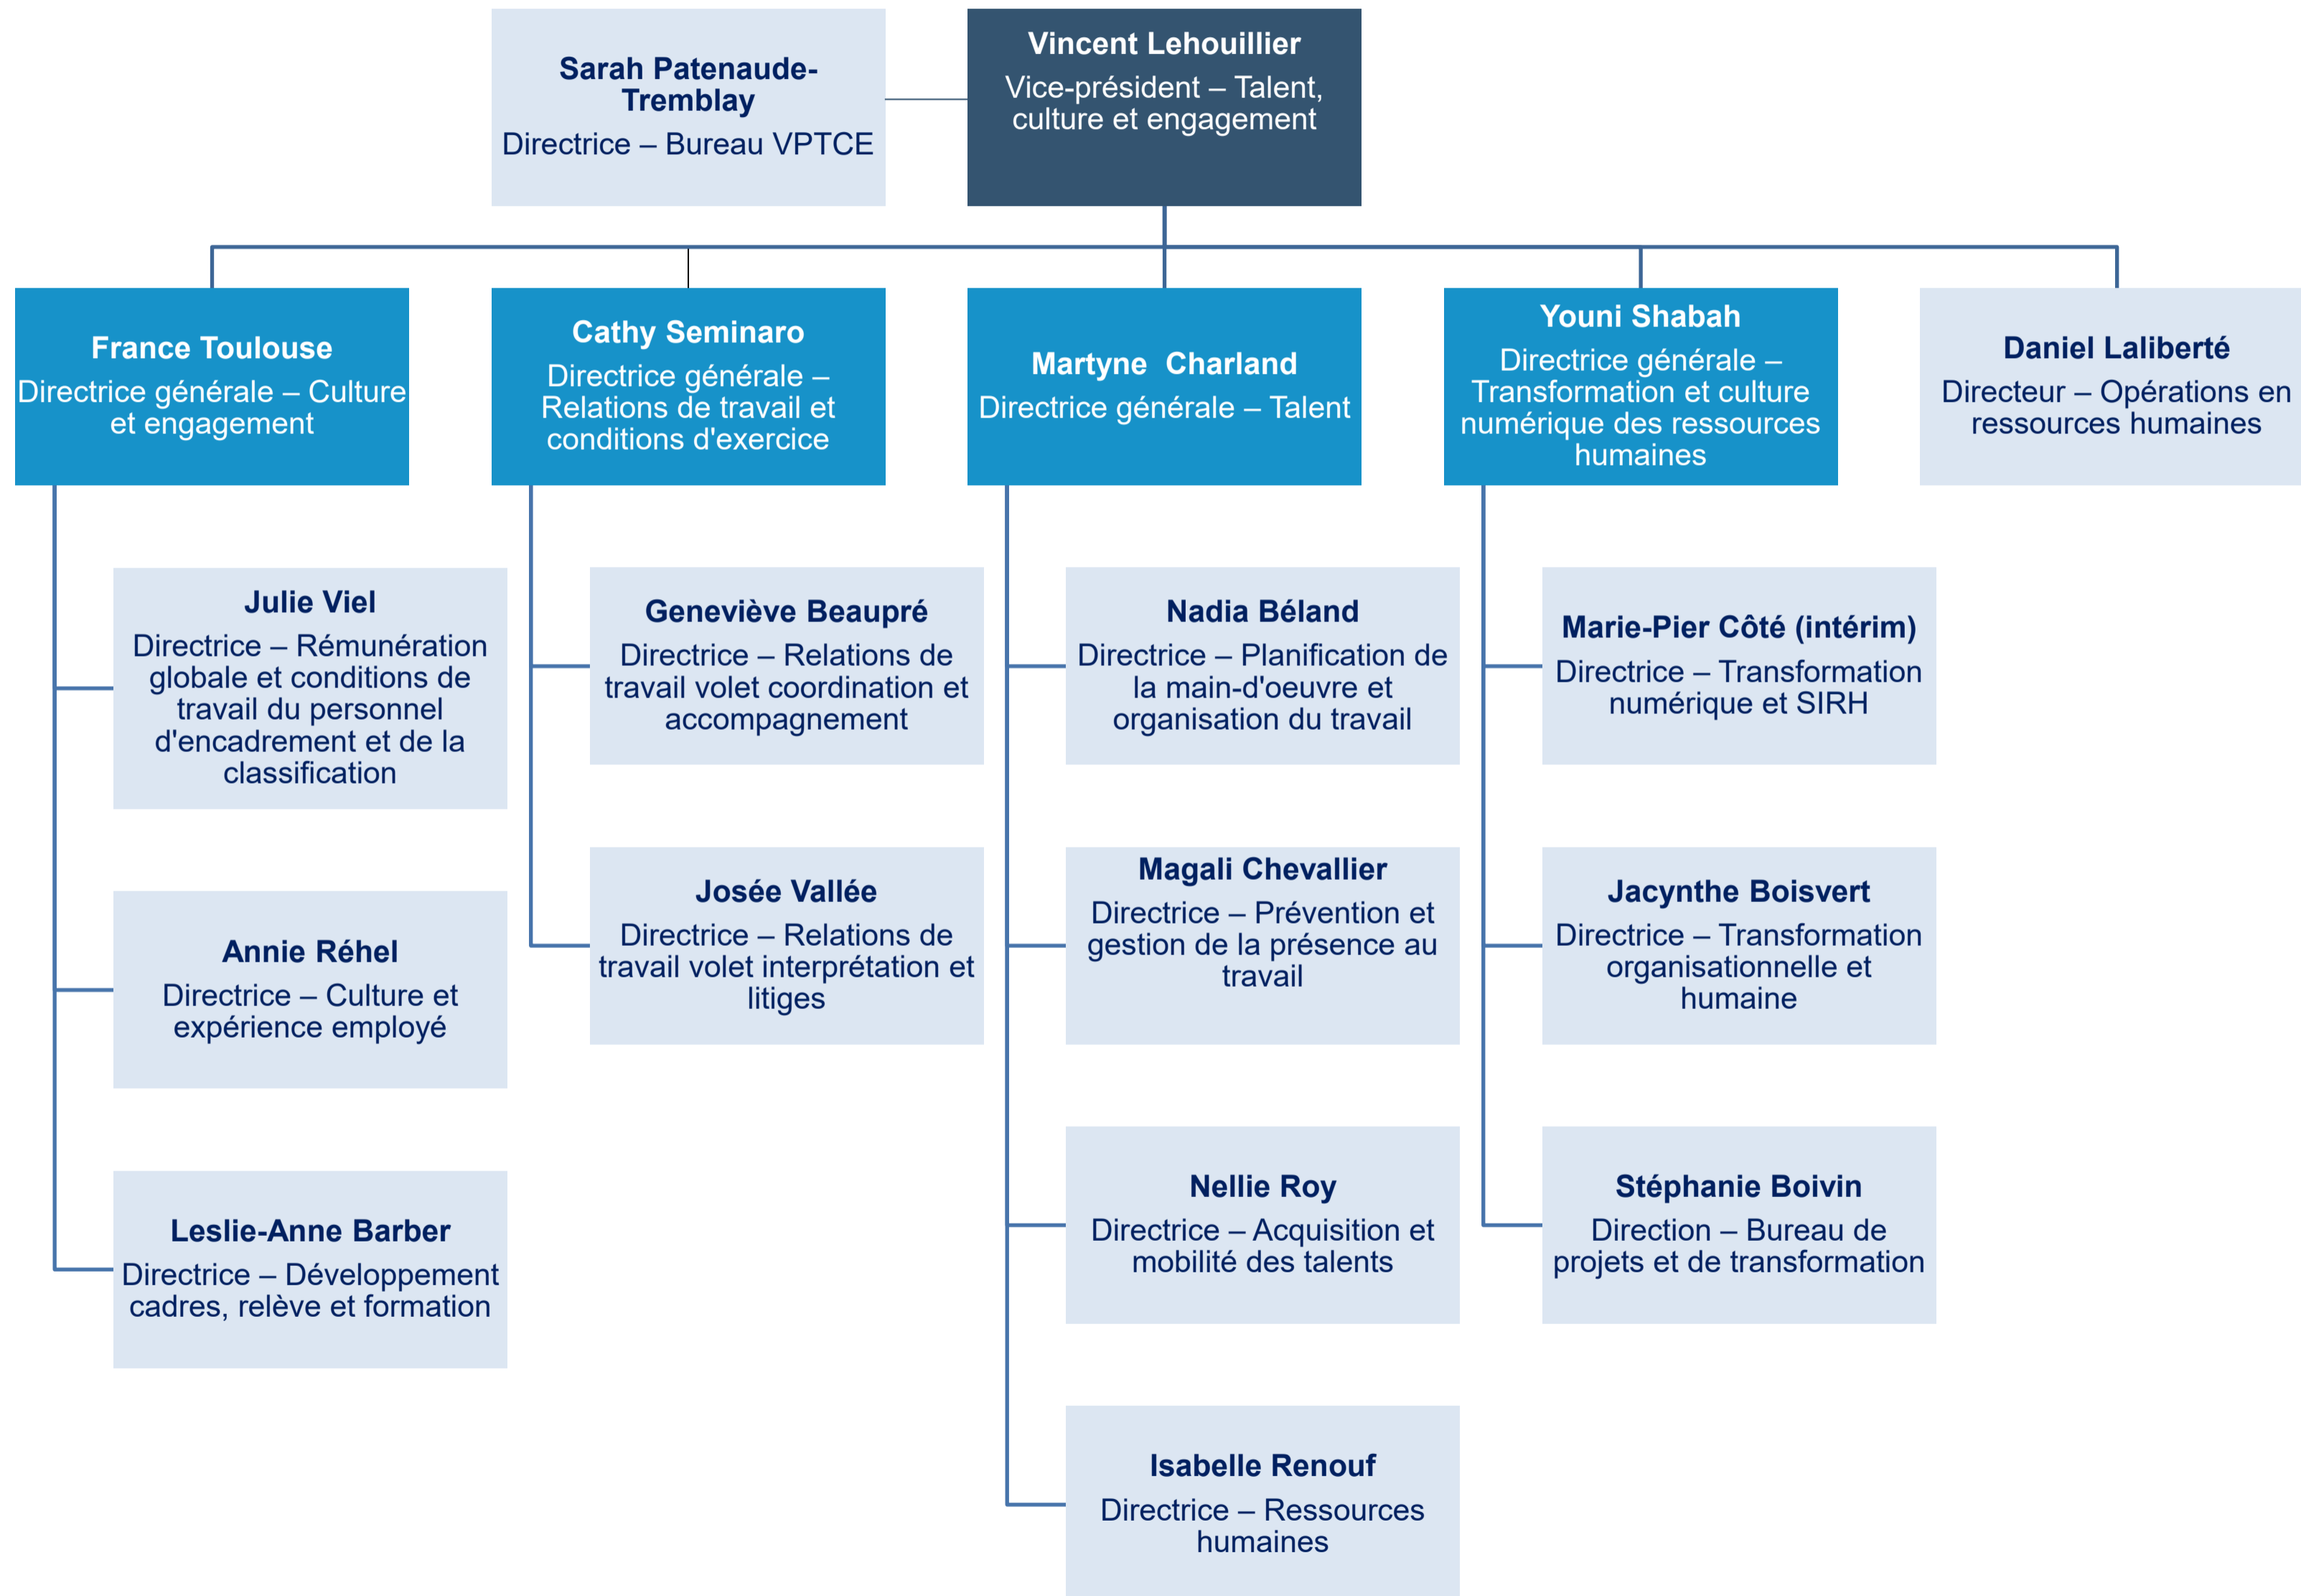 Sarah Patenaude-
Tremblay
Directrice – Bureau VPTCE
Vincent Lehouillier
Vice-président – Talent,
culture et engagement
France Toulouse
Directrice générale – Culture
et engagement
Cathy Seminaro
Directrice générale –
Relations de travail et
conditions d'exercice
Martyne  Charland
Directrice générale – Talent
Youni Shabah
Directrice générale –
Transformation et culture
numérique des ressources
humaines
Daniel Laliberté
Directeur – Opérations en
ressources humaines
Julie Viel
Directrice – Rémunération
globale et conditions de
travail du personnel
d'encadrement et de la
classification
Annie Réhel
Directrice – Culture et
expérience employé
Leslie-Anne Barber
Directrice – Développement
cadres, relève et formation
Geneviève Beaupré
Directrice – Relations de
travail volet coordination et
accompagnement
Josée Vallée
Directrice – Relations de
travail volet interprétation et
litiges
Nadia Béland
Directrice – Planification de
la main-d'oeuvre et
organisation du travail
Magali Chevallier
Directrice – Prévention et
gestion de la présence au
travail
Nellie Roy
Directrice – Acquisition et
mobilité des talents
Isabelle Renouf
Directrice – Ressources
humaines
Marie-Pier Côté (intérim)
Directrice – Transformation
numérique et SIRH
Jacynthe Boisvert
Directrice – Transformation
organisationnelle et
humaine
Stéphanie Boivin
Direction – Bureau de
projets et de transformation